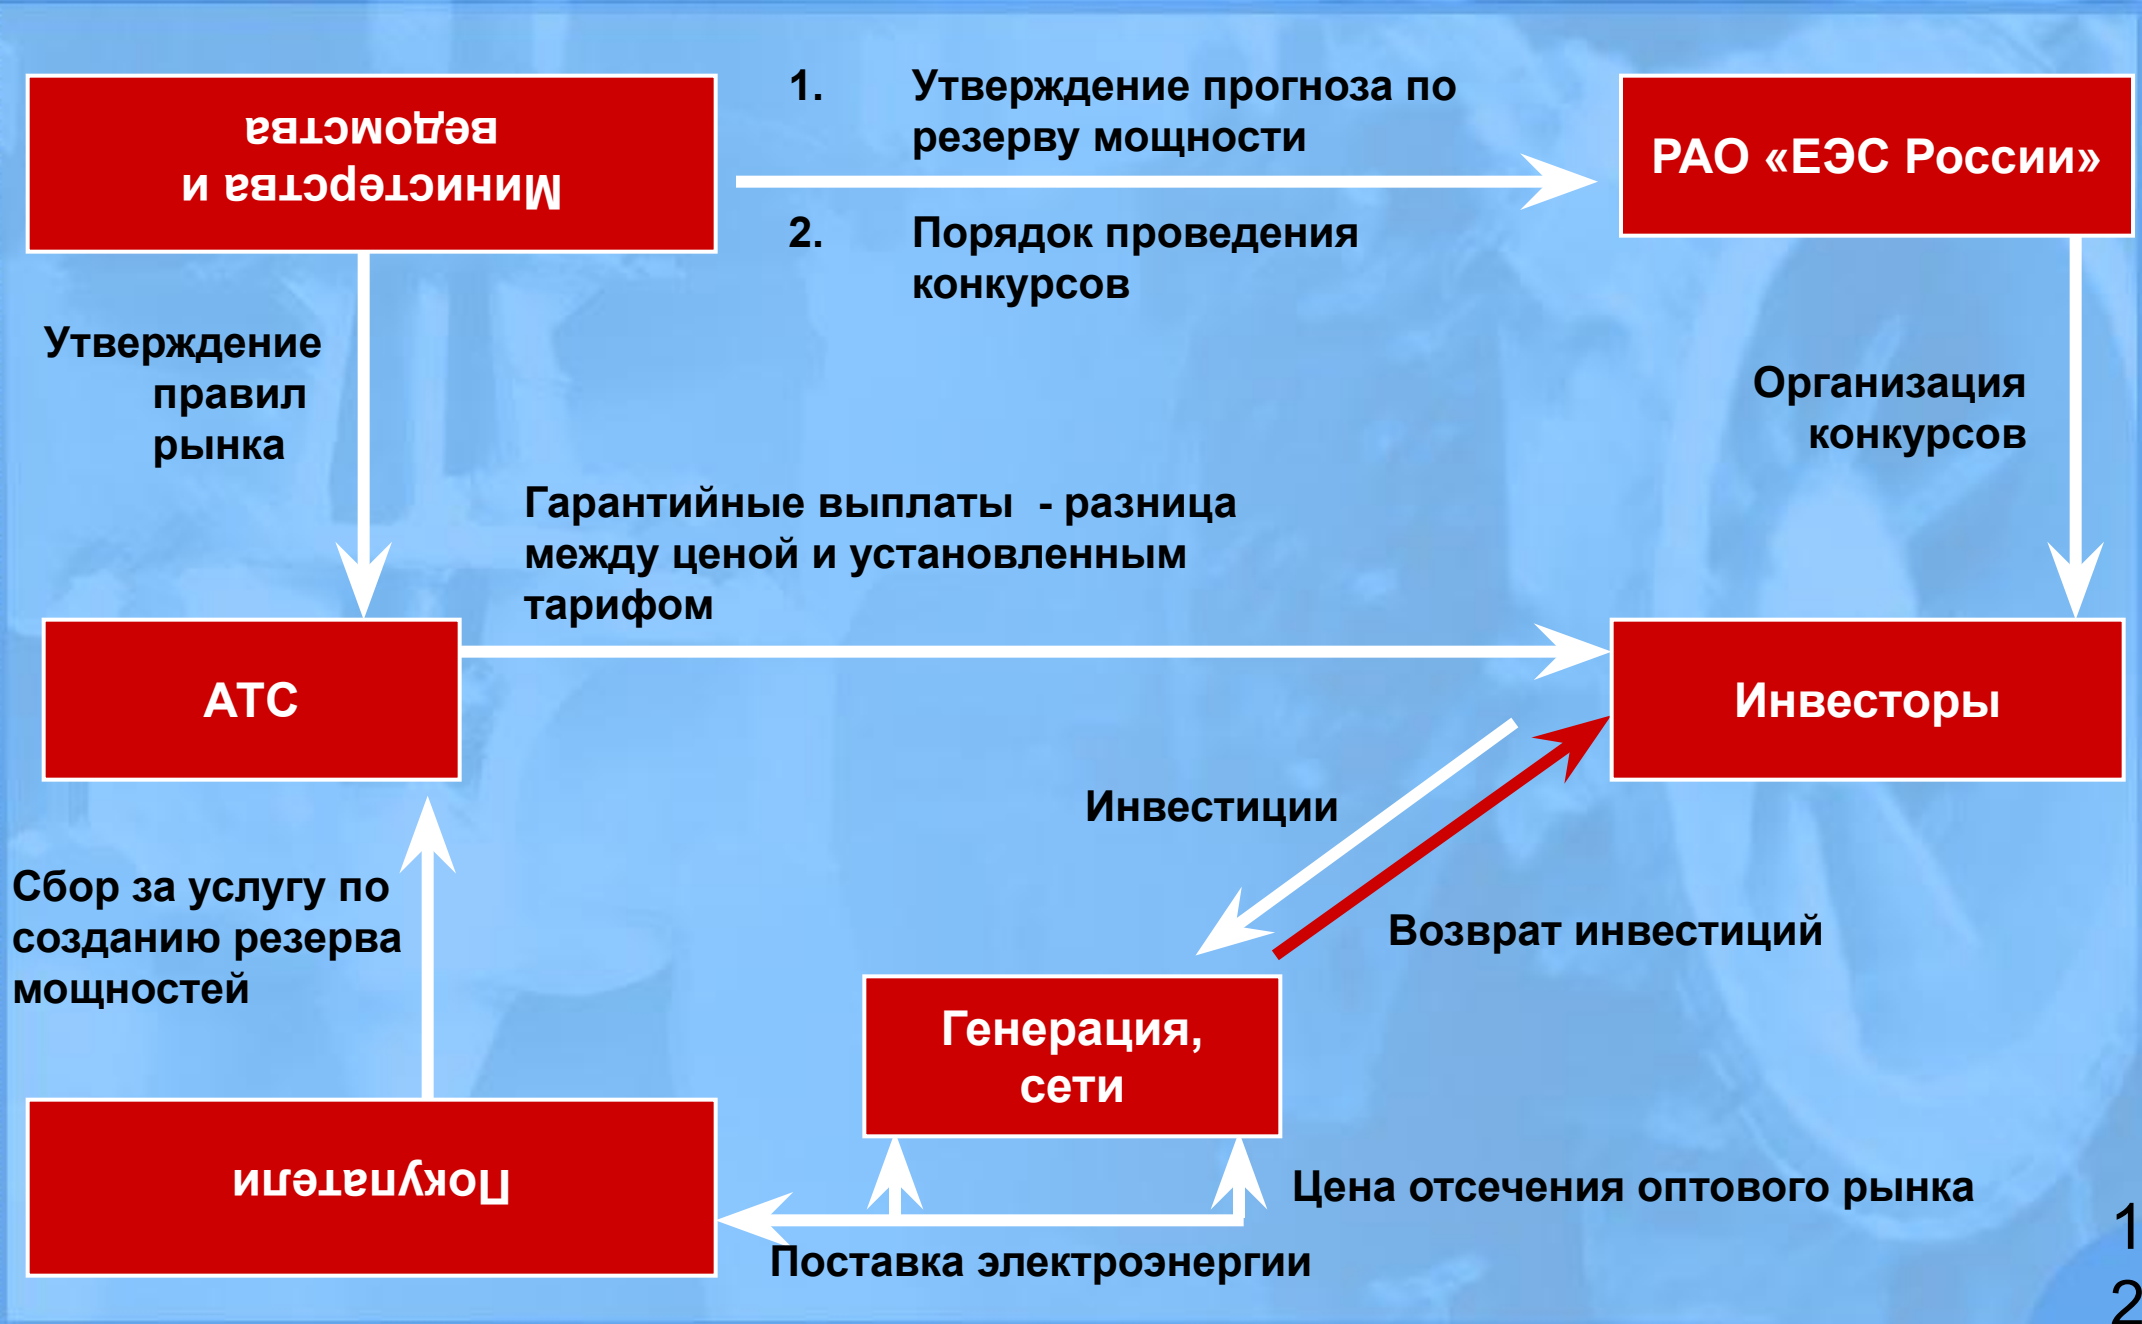 Министерства и
ведомства
1. Утверждение прогноза по
резерву мощности
2. Порядок проведения
конкурсов
РАО «ЕЭС России»
Утверждение
правил
рынка
Организация
конкурсов
Гарантийные выплаты - разница
между ценой и установленным
тарифом
АТС
Инвесторы
Инвестиции
Возврат инвестиций
Сбор за услугу по
созданию резерва
мощностей
Генерация,
сети
Покупатели
Цена отсечения оптового рынка
Поставка электроэнергии
1
2